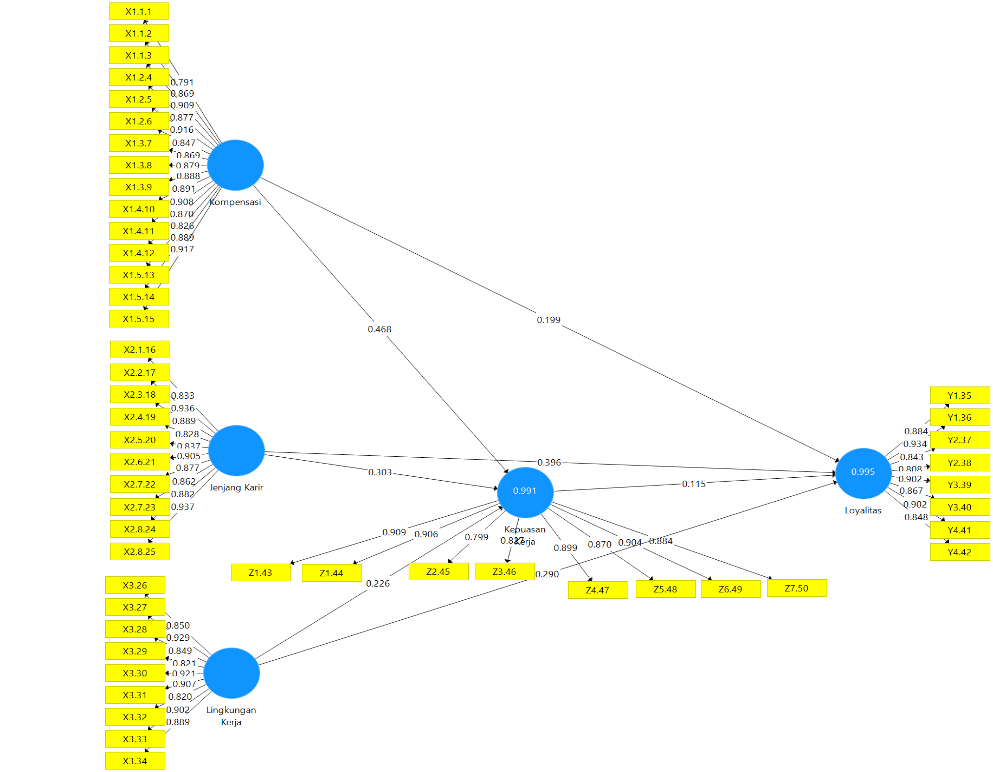 X1.1.1
X1.1.2
X1.1.3
X1.2.4
X1.2.5
X1.2.6
X1.3.7
X1.3.8
X1.3.9
X1.4.10
X1.4.11
X1.4.12
X1.5.13
X1.5.14
X1.5.15
0.791
0.869
0.909
0.877
0.916
0.847
0.869
0.879
0.888
0.891
0.908
0.870
0.826
0.889
0.917
Kompensasi
0.199
0.468
X2.1.16
X2.2.17
X2.3.18
X2.4.19
X2.5.20
X2.6.21
X2.7.22
X2.7.23
X2.8.24
X2.8.25
0.833
0.936
0.889
0.828
0.837
0.905
0.877
0.862
0.882
0.937
Jenjang Karir
0.303
0.396
0.991
Kepuasan
Kerja
0.115
0.995
Loyalitas
0.884
0.934
0.843
0.808
0.902
0.867
0.902
0.848
Y1.35
Y1.36
Y2.37
Y2.38
Y3.39
Y3.40
Y4.41
Y4.42
0.909
0.906
0.799
0.899
0.870
0.904
0.884
Z1.43
Z1.44
Z2.45
Z3.46
Z4.47
Z5.48
Z6.49
Z7.50
0.226
0.290
X3.26
X3.27
X3.28
X3.29
X3.30
X3.31
X3.32
X3.33
X3.34
0.850
0.929
0.849
0.821
0.921
0.907
0.820
0.902
0.889
Lingkungan
Kerja